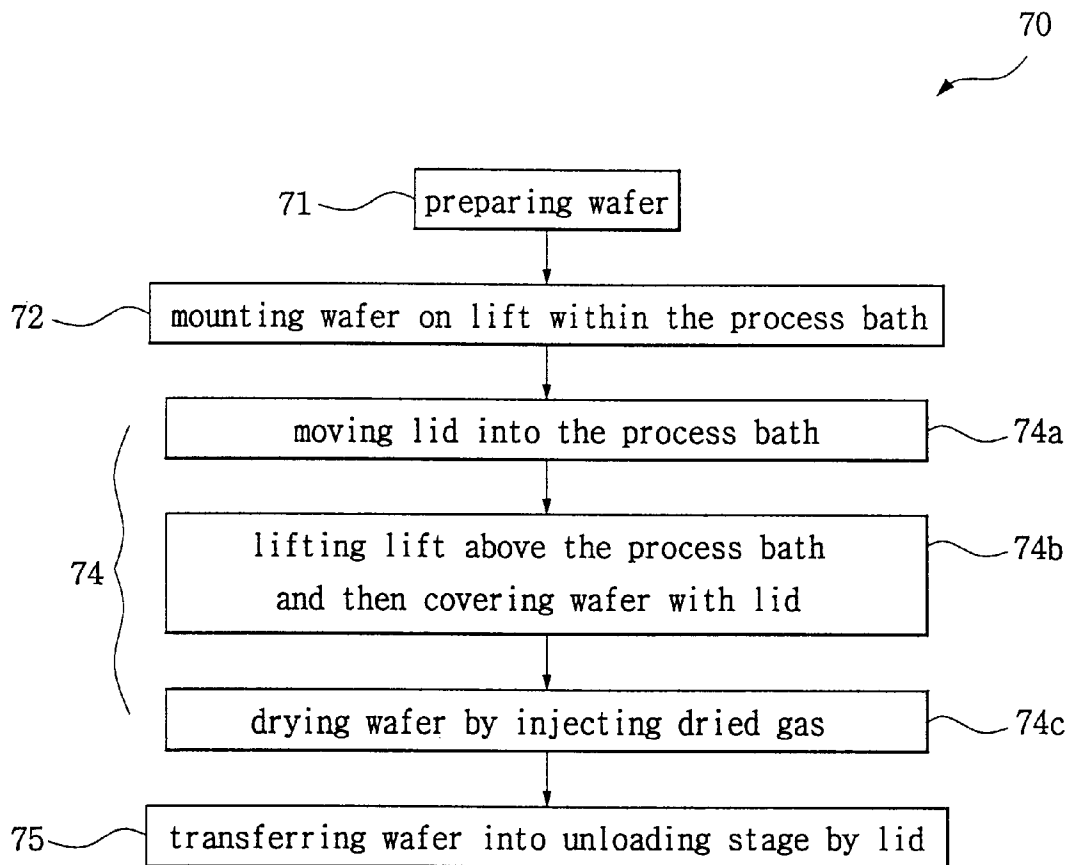 70
71 preparing wafer
72 mounting wafer on lift within the process bath
moving lid into the process bath 74a
lifting lift above the process bath 74b
and then covering wafer with lid
74
drying wafer by injecting dried gas 74c
75 transferring wafer into unloading stage by lid